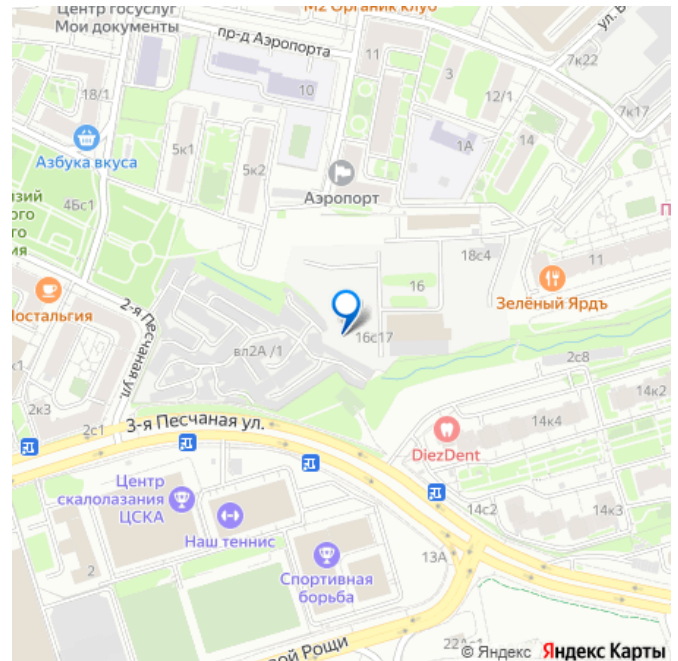 Центр госуслуг
Мои документы
М2 Органик клуб
пр-д Аэропорта
ул.
7к22
11
3
18/1
10
12/1
7к17
14
1А
5к1
5к2
Азбука вкуса
Аэропорт
4Бс1
18с4
11
16
Зелёный Ярдъ
Ностальгия
2-я Песчаная ул.
16с17
вл2А /1
2с8
14к2
2к3
2с1
3-я Песчаная ул.
14к4
DiezDent
Центр
скалолазания
ЦСКА
14с2
14к3
Наш теннис
13А
2
Спортивная
борьба
вой Рощи
© Яндекс Яндекс Карты